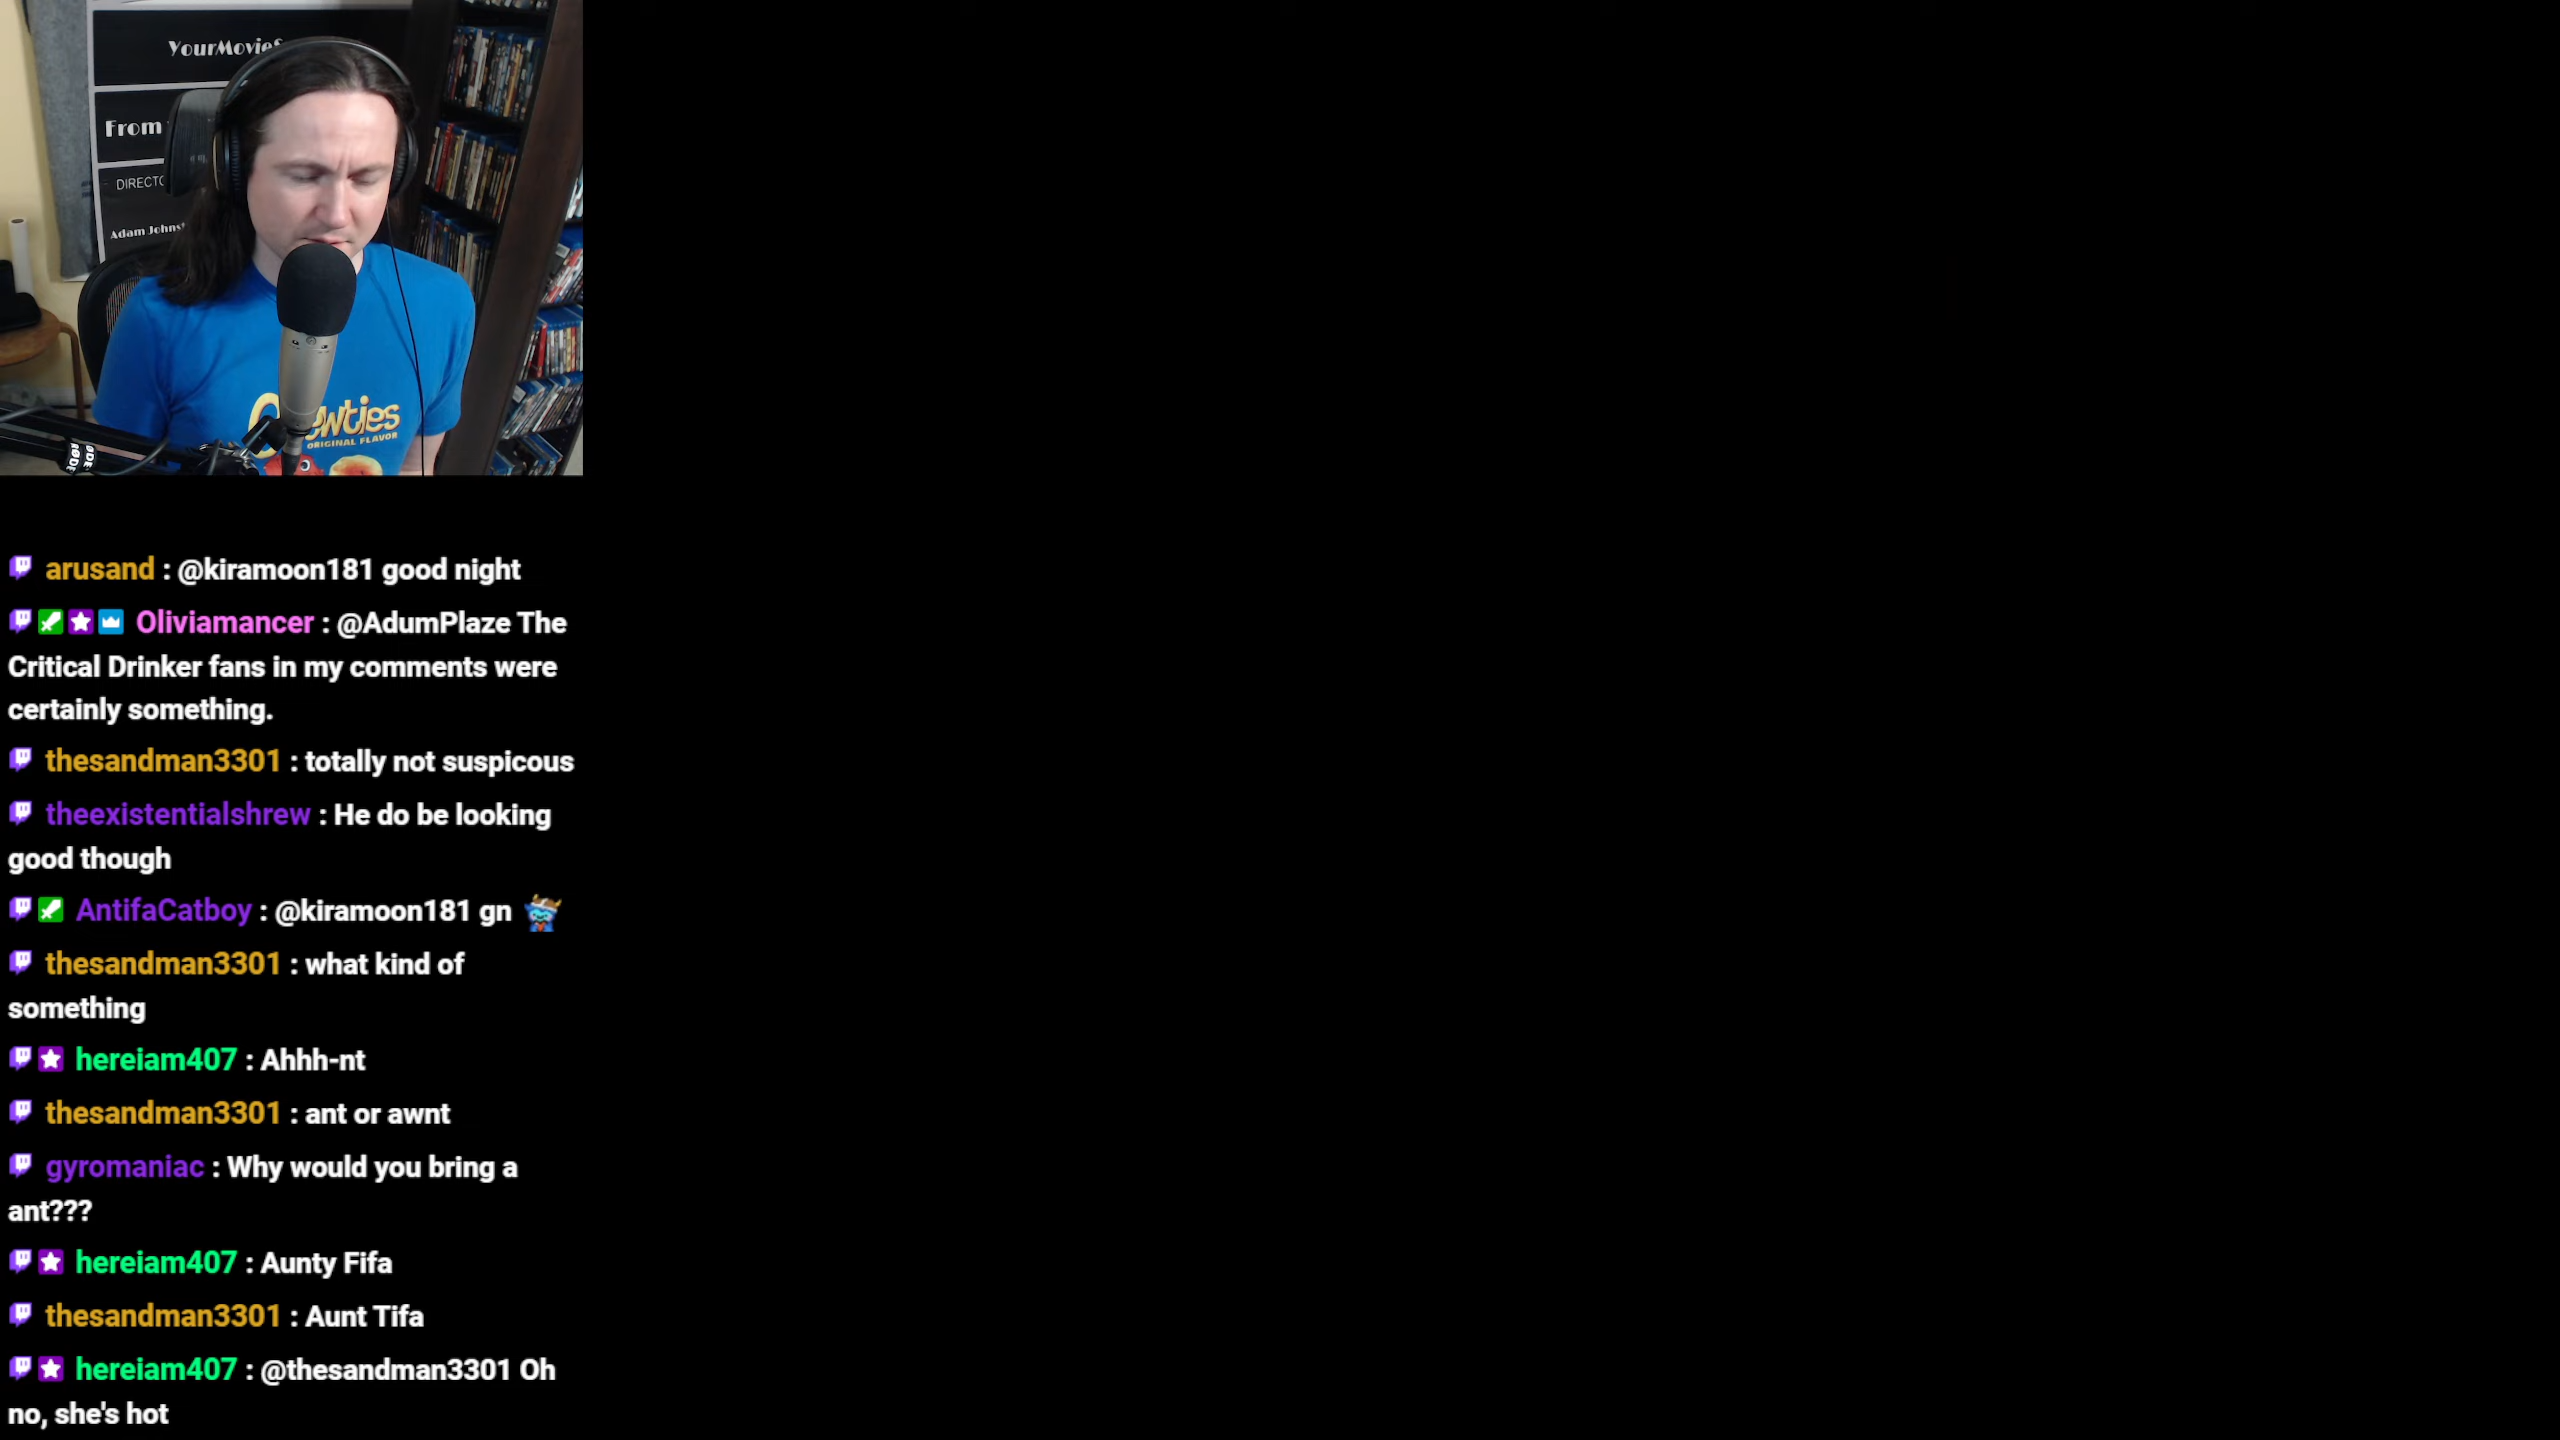 YourMovieS
From
DIRECTO
Adam Johns
ORIGINAL FLAVOR
RØDE
arusand : @kiramoon181 good night
Oliviamancer : @AdumPlaze The
Critical Drinker fans in my comments were
certainly something.
thesandman3301 : totally not suspicous
theexistentialshrew : He do be looking
good though
AntifaCatboy : @kiramoon181 gn
thesandman3301 : what kind of
something
hereiam407 : Ahhh-nt
thesandman3301 : ant or awnt
gyromaniac : Why would you bring a
ant???
hereiam407 : Aunty Fifa
thesandman3301 : Aunt Tifa
hereiam407 : @thesandman3301 Oh
no, she's hot